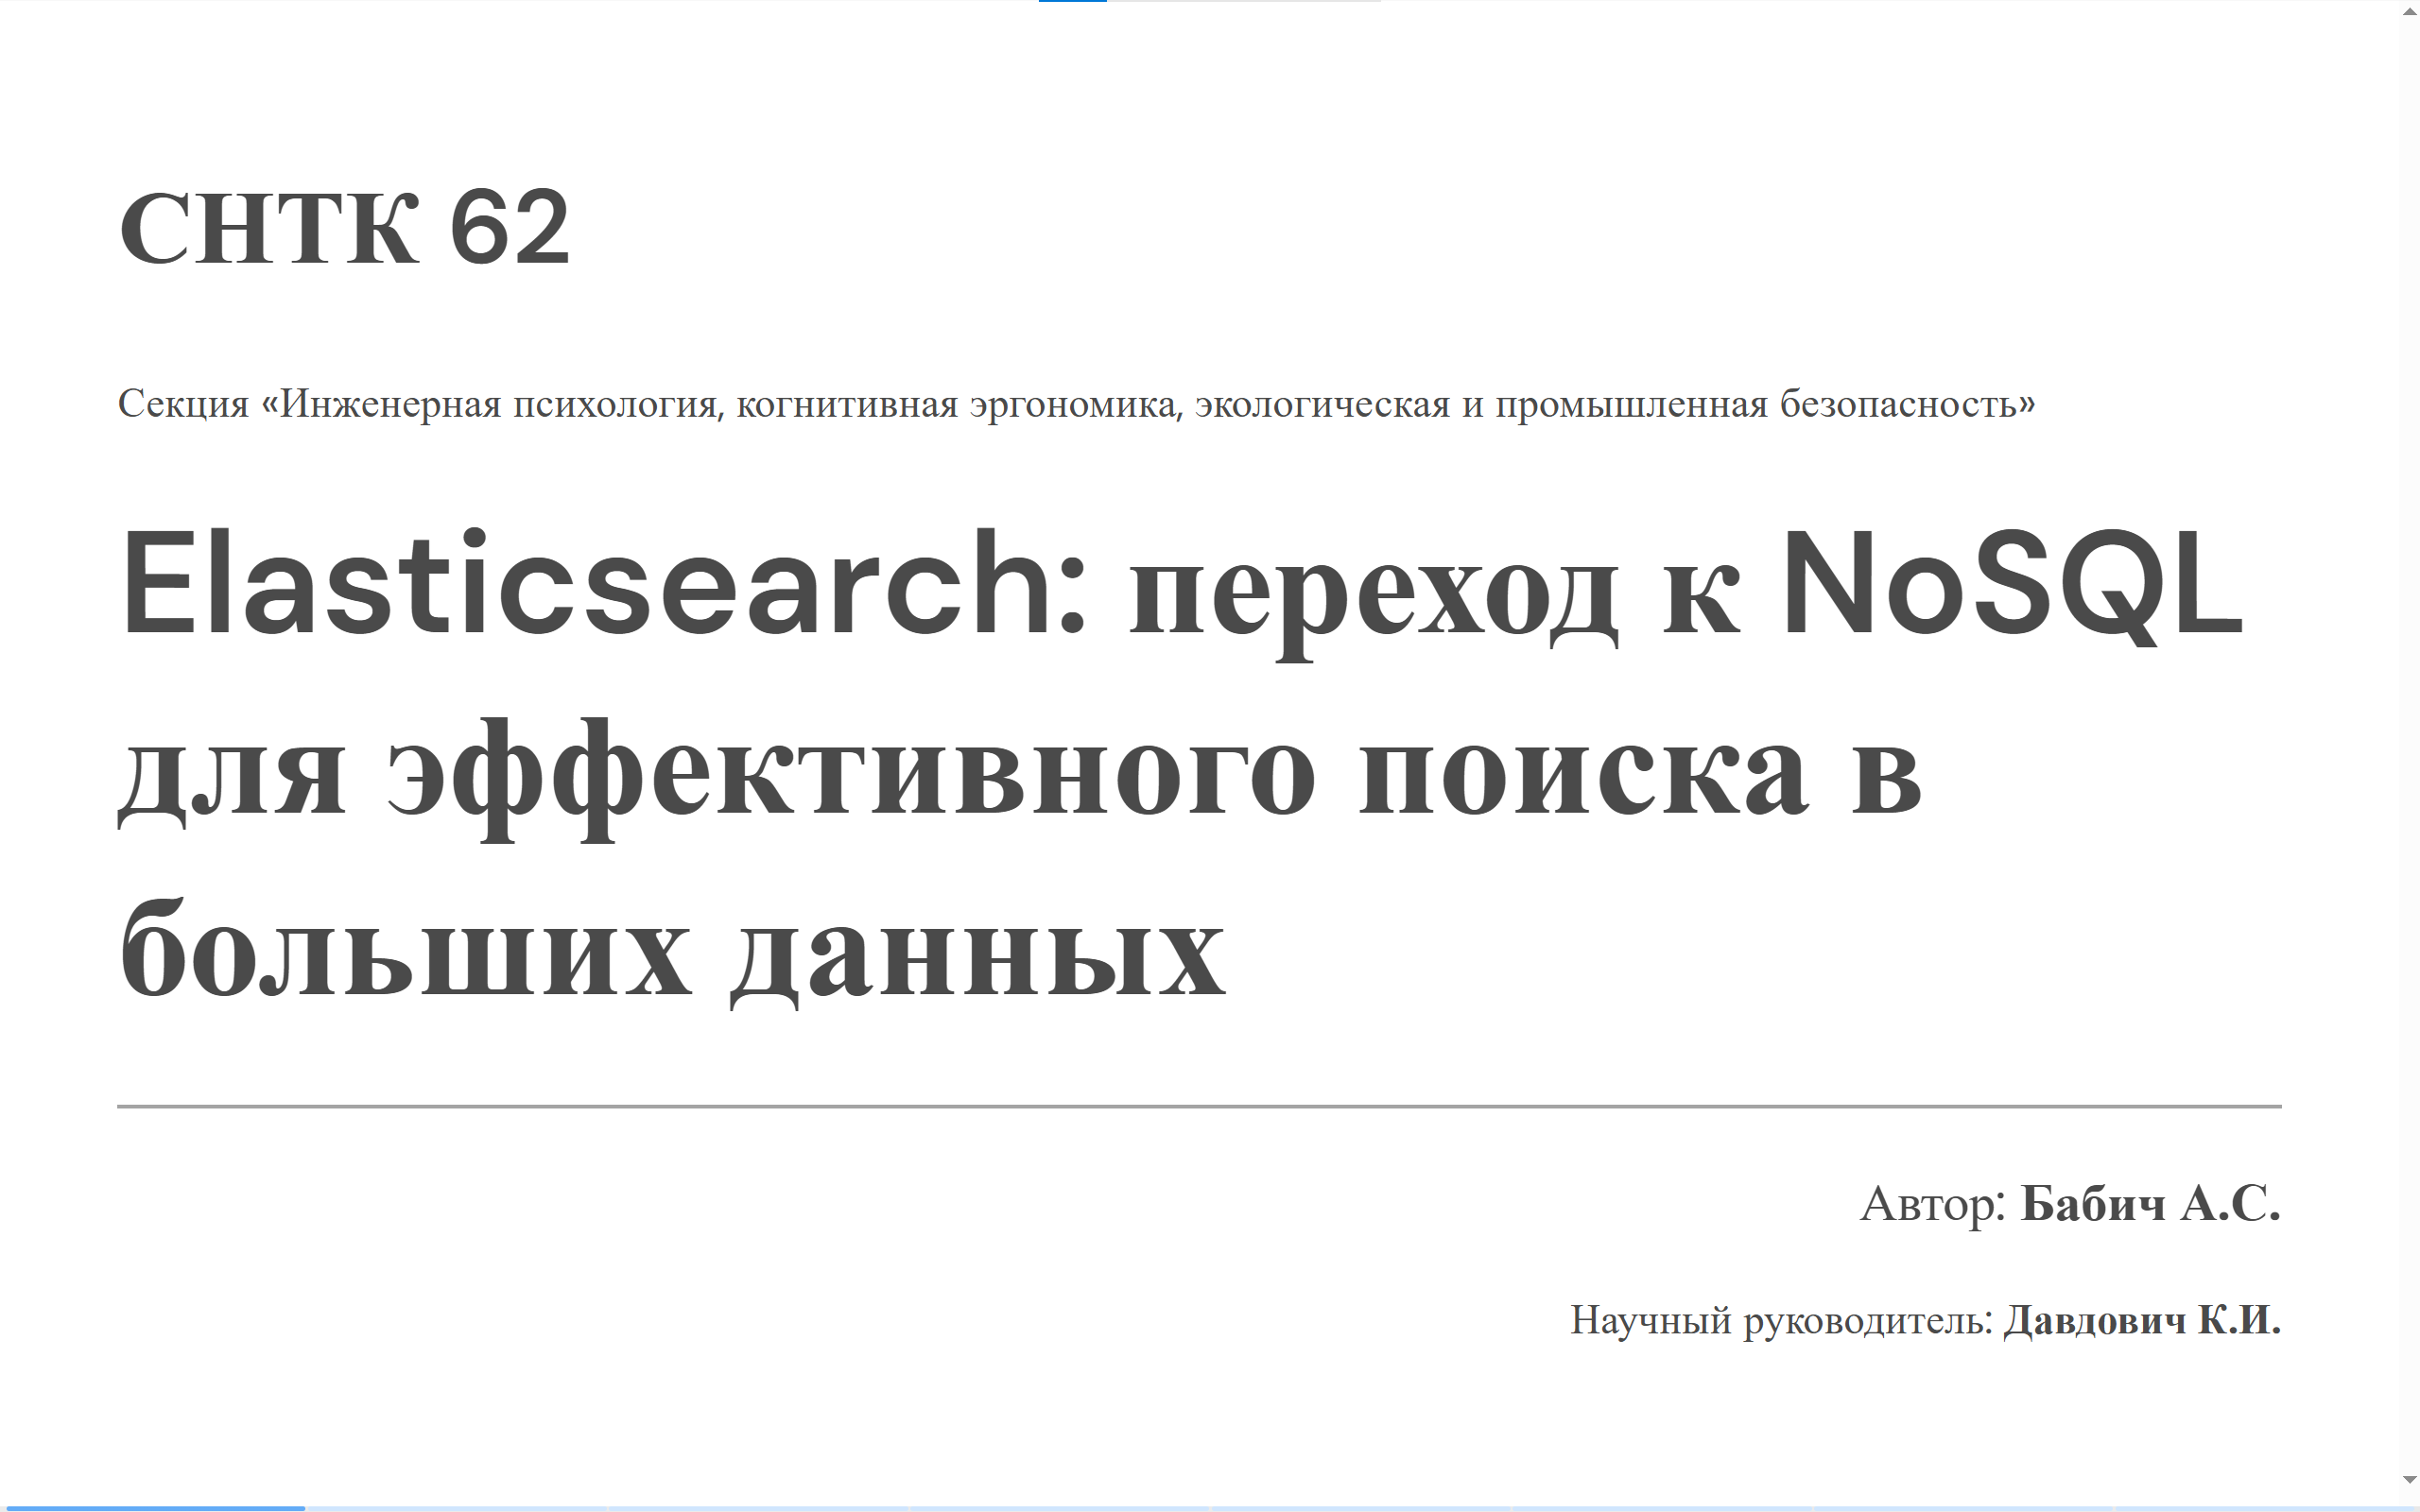 СНТК 62
Секция «Инженерная психология, когнитивная эргономика, экологическая и промышленная безопасность»
Elasticsearch: переход к NoSQL
для эффективного поиска в
больших данных
Автор: Бабич А.С.
Научный руководитель: Давдович К.И.